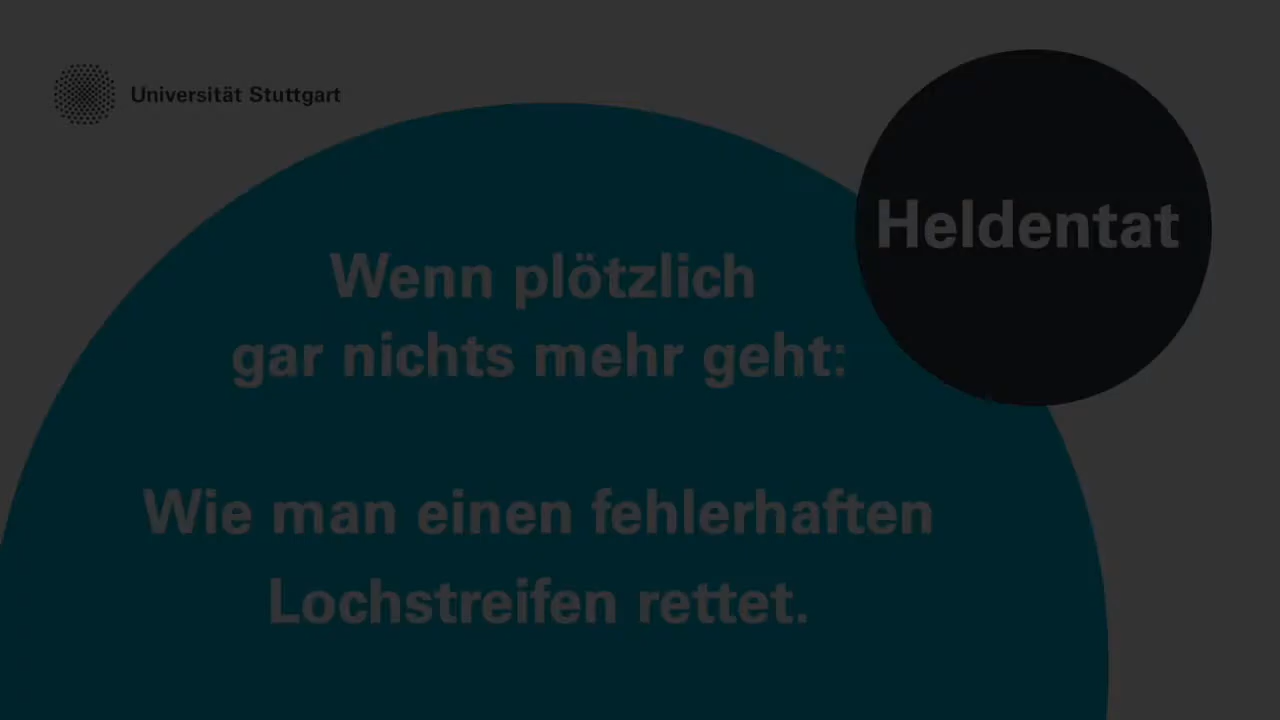 Universität Stuttgart
Heldentat
Wenn plötzlich
gar nichts mehr geht:
Wie man einen fehlerhaften
Lochstreifen rettet.